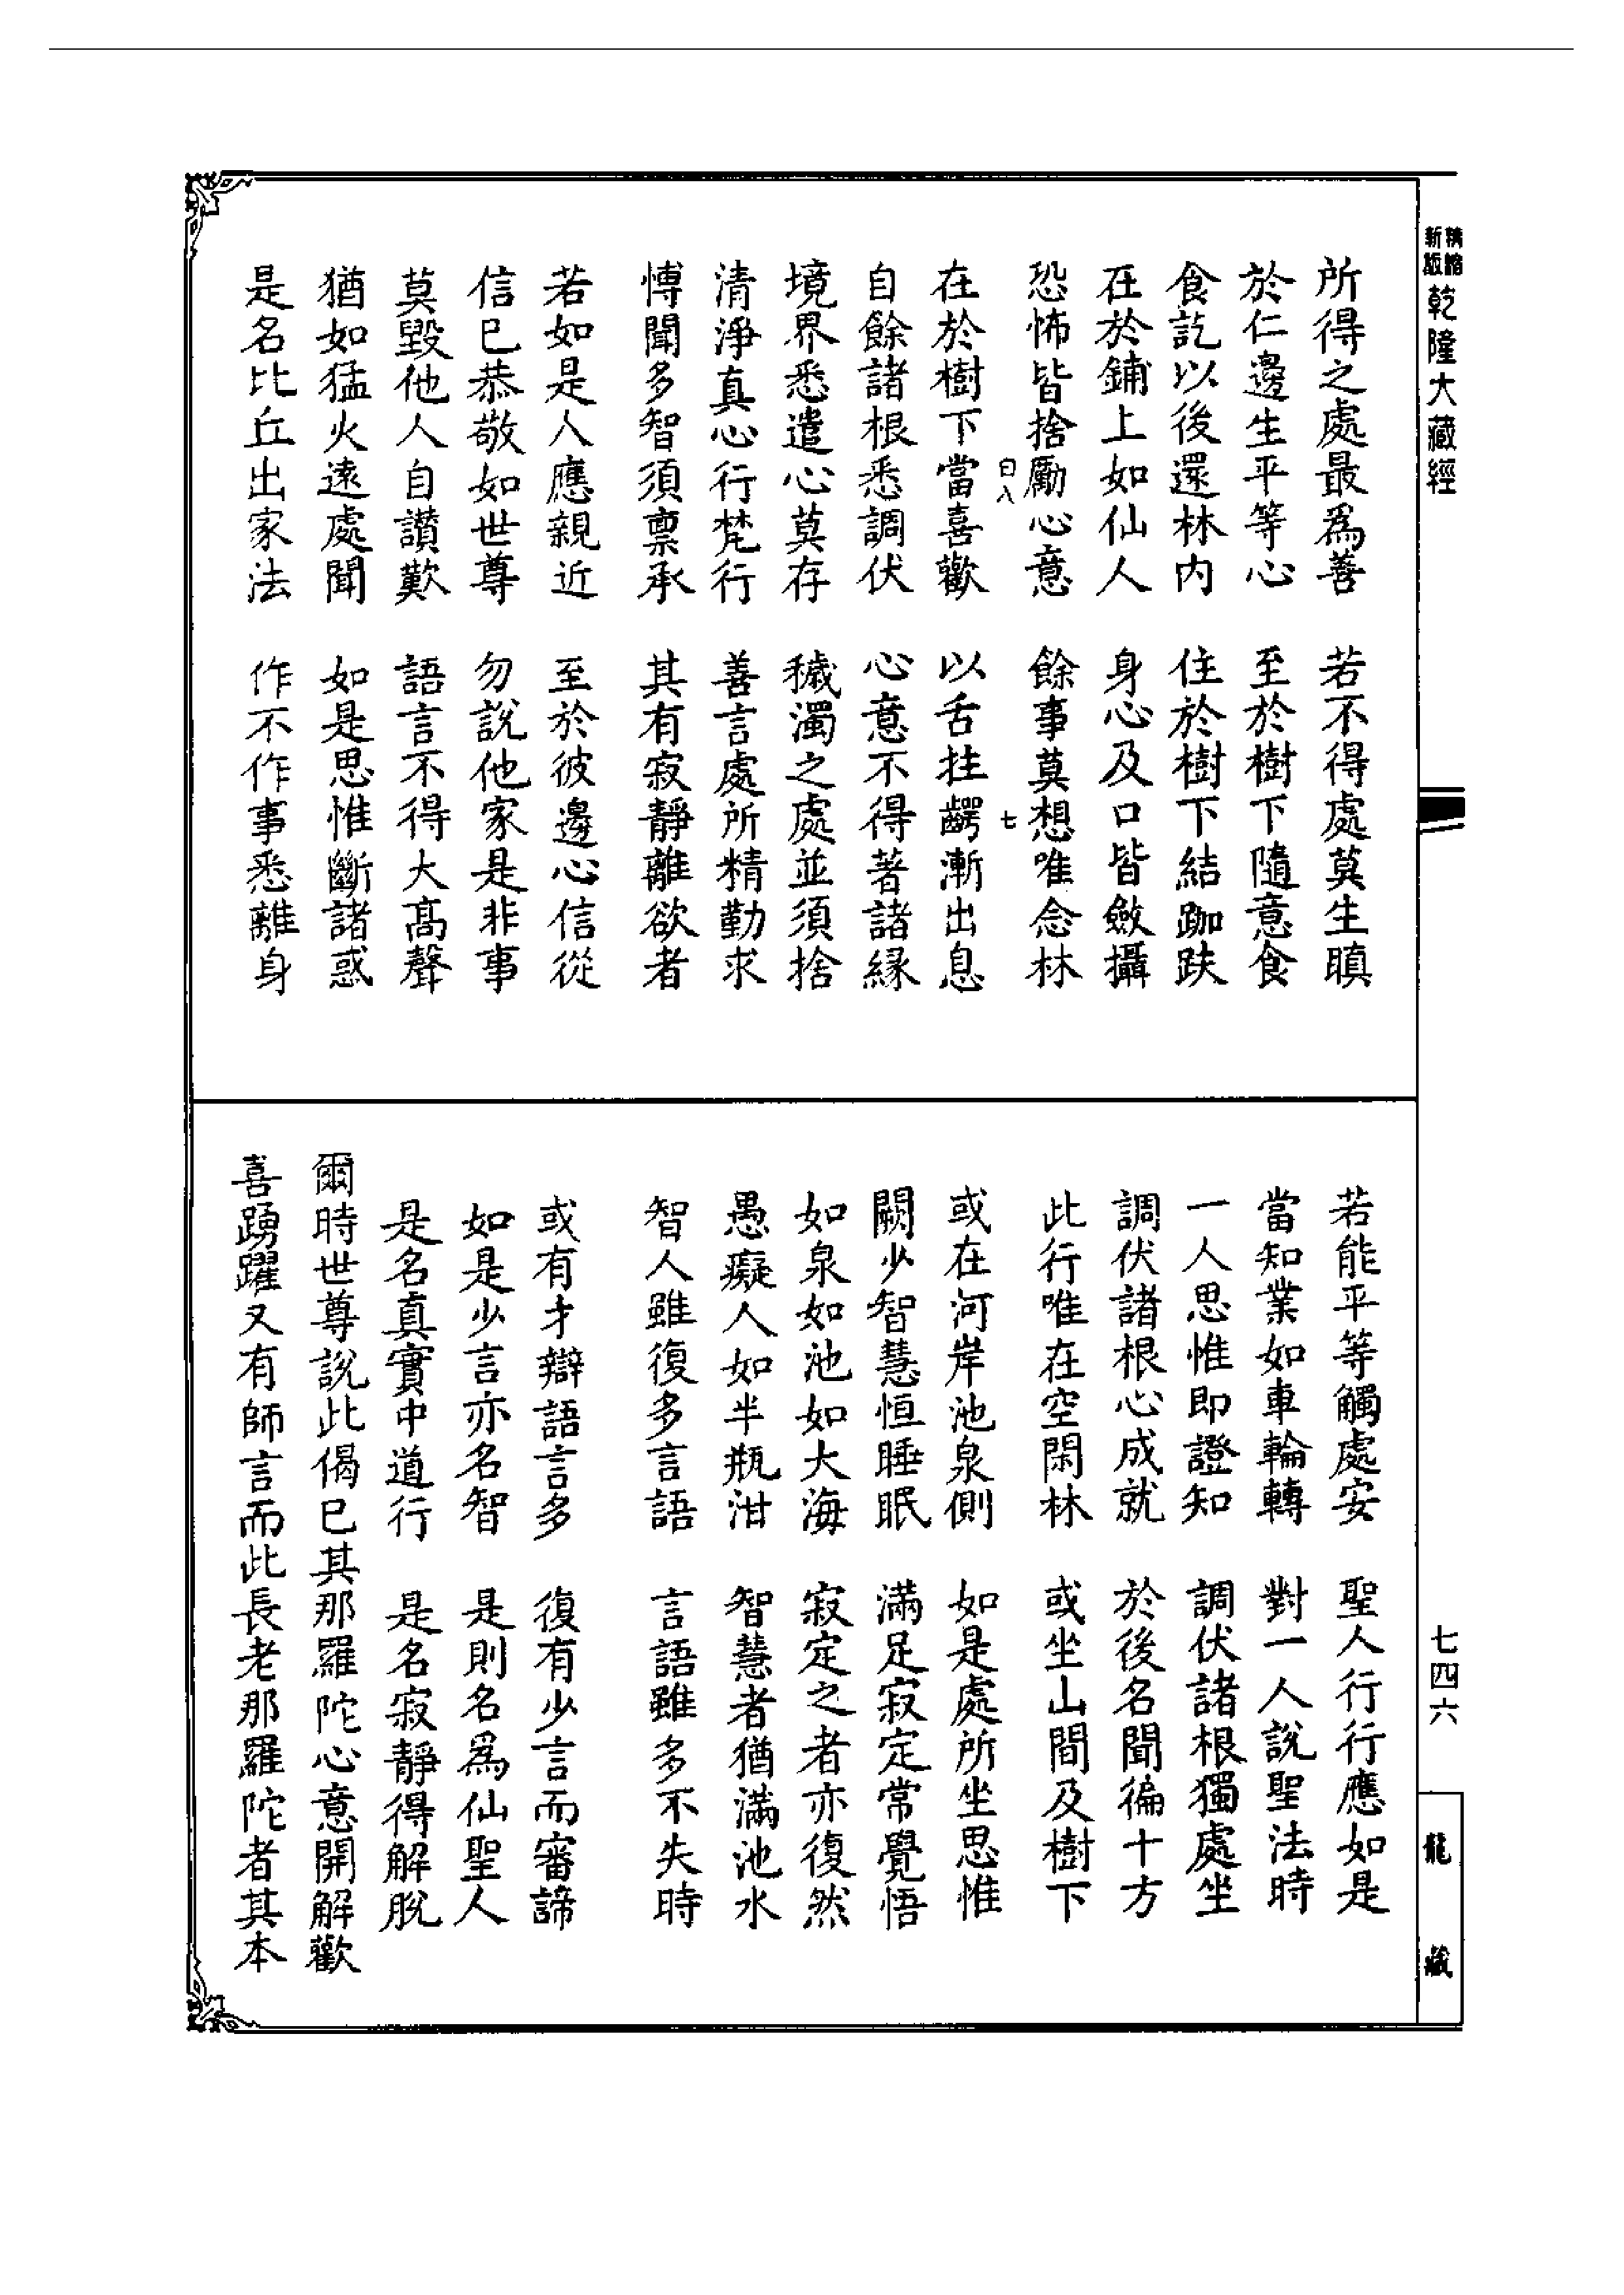 精縮新版乾隆大藏經
所得之處最爲善　若不得處莫生瞋
於仁邊生平等心　至於樹下隨意食
食訖以後還林內　住於樹下結跏趺
在於鋪上如仙人　身心及口皆斂攝
恐怖皆捨勵心意　餘事莫想唯念林
曰八　七
在於樹下當喜歡　以舌拄齶漸出息
自餘諸根悉調伏　心意不得著諸緣
境界悉遣心莫存　穢濁之處並須捨
清淨真心行梵行　善言處所精勤求
博聞多智須稟承　其有寂靜離欲者
若如是人應親近　至於彼邊心信從
信已恭敬如世尊　勿說他家是非事
莫毀他人自讚歎　語言不得大高聲
猶如猛火遠處聞　如是思惟斷諸惑
是名比丘出家法　作不作事悉離身
若能平等觸處安　聖人行行應如是
當知業如車輪轉　對一人說聖法時
一人思惟即證知　調伏諸根獨處坐
調伏諸根心成就　於後名聞徧十方
此行唯在空閑林　或坐山間及樹下
或在河岸池泉側　如是處所坐思惟
闕少智慧恒睡眠　滿足寂定常覺悟
如泉如池如大海　寂定之者亦復然
愚癡人如半瓶泔　智慧者猶滿池水
智人雖復多言語　言語雖多不失時
或有才辯語言多　復有少言而審諦
如是少言亦名智　是則名爲仙聖人
是名真實中道行　是名寂靜得解脫
爾時世尊說此偈已其那羅陀心意開解歡
喜踴躍又有師言而此長老那羅陀者其本
七四六
龍藏